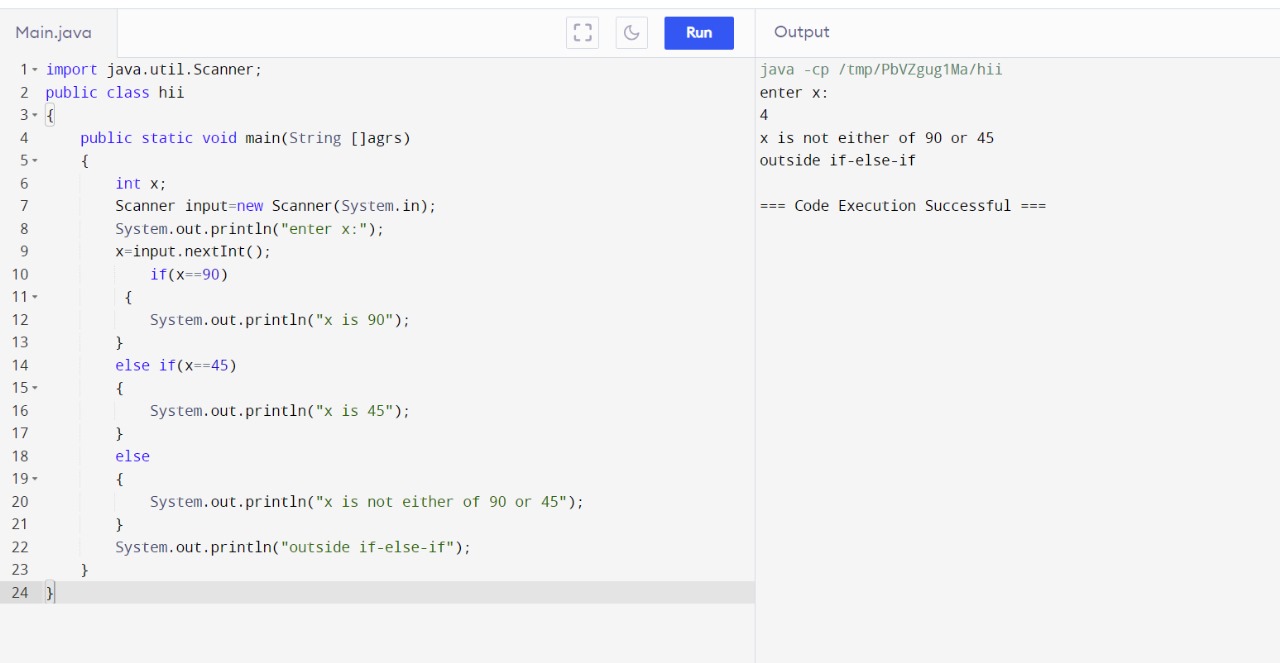 Main.java
Run
Output
1 import java.util.Scanner;
2 public class hii
3 {
4     public static void main(String []agrs)
5     {
6         int x;
7         Scanner input=new Scanner(System.in);
8         System.out.println("enter x:");
9         x=input.nextInt();
10             if(x==90)
11          {
12             System.out.println("x is 90");
13         }
14         else if(x==45)
15         {
16             System.out.println("x is 45");
17         }
18         else
19         {
20             System.out.println("x is not either of 90 or 45");
21         }
22         System.out.println("outside if-else-if");
23     }
24 }
java -cp /tmp/PbVZgug1Ma/hii
enter x:
4
x is not either of 90 or 45
outside if-else-if
=== Code Execution Successful ===